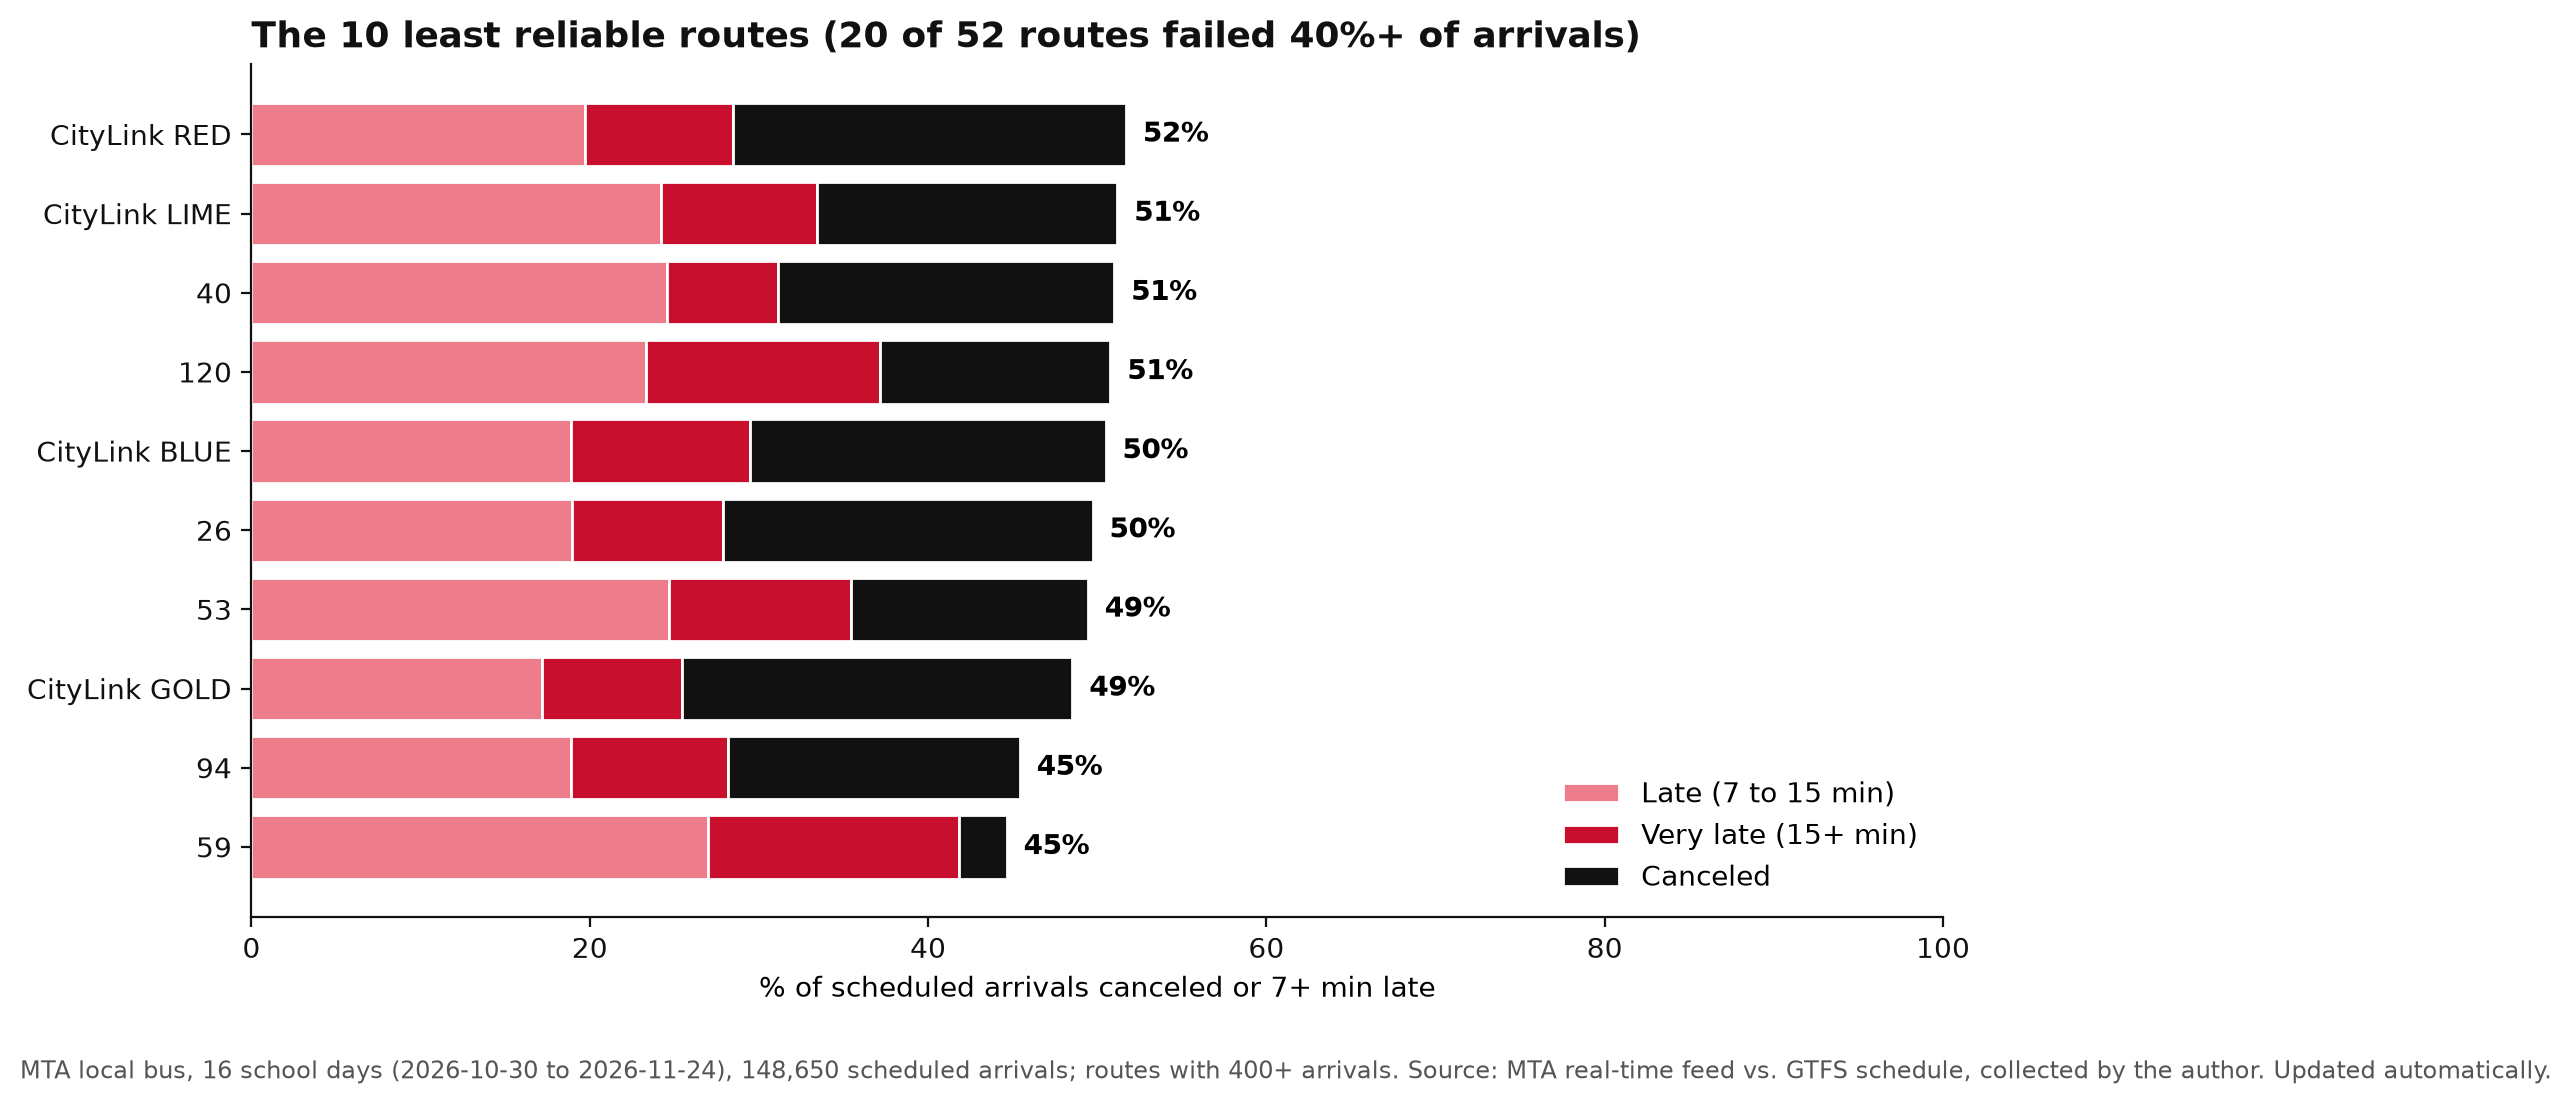 The 10 least reliable routes (20 of 52 routes failed 40%+ of arrivals)
CityLink RED
52%
CityLink LIME
51%
40
51%
120
51%
CityLink BLUE
50%
26
50%
53
49%
CityLink GOLD
49%
94
45%
59
45%
Late (7 to 15 min)
Very late (15+ min)
Canceled
0 20 40 60 80 100
% of scheduled arrivals canceled or 7+ min late
MTA local bus, 16 school days (2026-10-30 to 2026-11-24), 148,650 scheduled arrivals; routes with 400+ arrivals. Source: MTA real-time feed vs. GTFS schedule, collected by the author. Updated automatically.